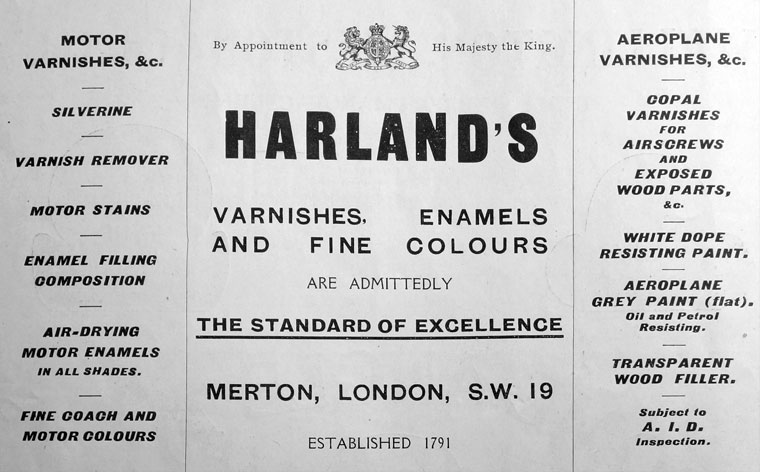 MOTOR
VARNISHES, &c.
SILVERINE
VARNISH REMOVER
MOTOR STAINS
ENAMEL FILLING
COMPOSITION
AIR-DRYING
MOTOR ENAMELS
IN ALL SHADES.
FINE COACH AND
MOTOR COLOURS
By Appointment to His Majesty the King.
HARLAND'S
VARNISHES, ENAMELS
AND FINE COLOURS
ARE ADMITTEDLY
THE STANDARD OF EXCELLENCE
MERTON, LONDON, S.W. 19
ESTABLISHED 1791
AEROPLANE
VARNISHES, &c.
COPAL
VARNISHES
FOR
AIRSCREWS
AND
EXPOSED
WOOD PARTS,
&c.
WHITE DOPE
RESISTING PAINT.
AEROPLANE
GREY PAINT (flat).
Oil and Petrol
Resisting.
TRANSPARENT
WOOD FILLER.
Subject to
A. I. D.
Inspection.